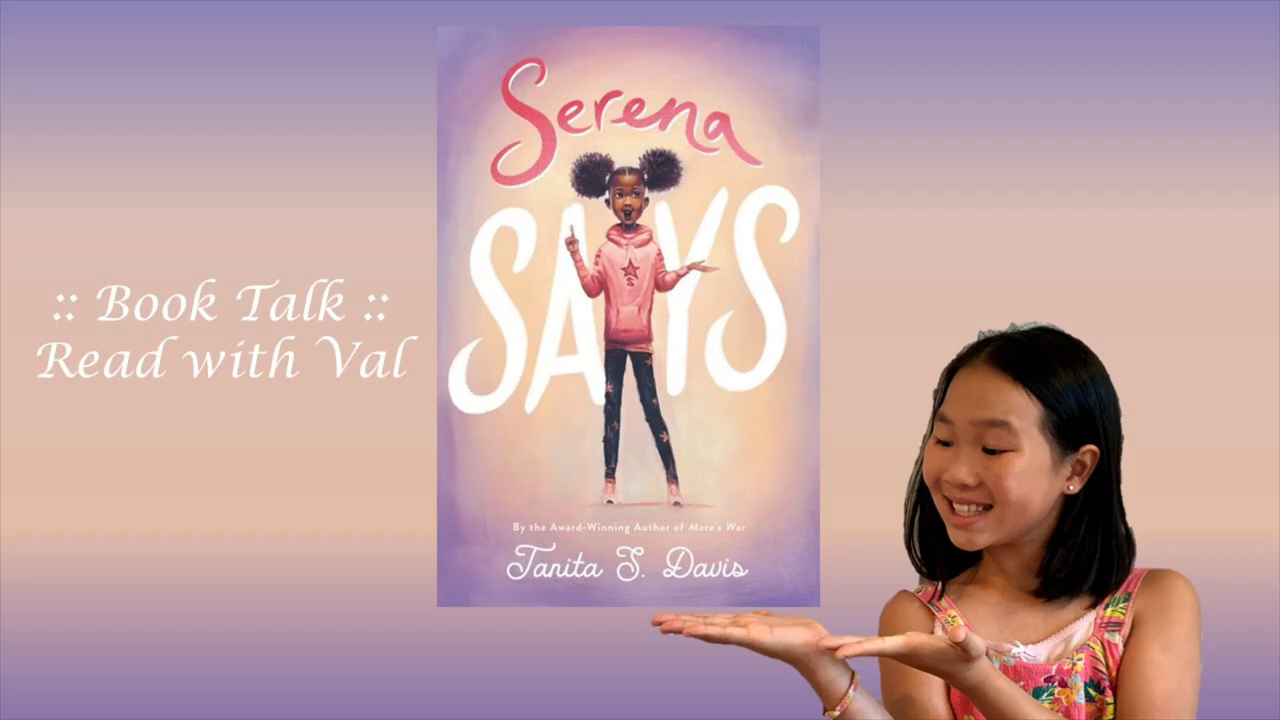 :: Book Talk ::
Read with Val
Serena
SAYS
S
By the Award-Winning Author of Mare's War
Tanita S. Davis